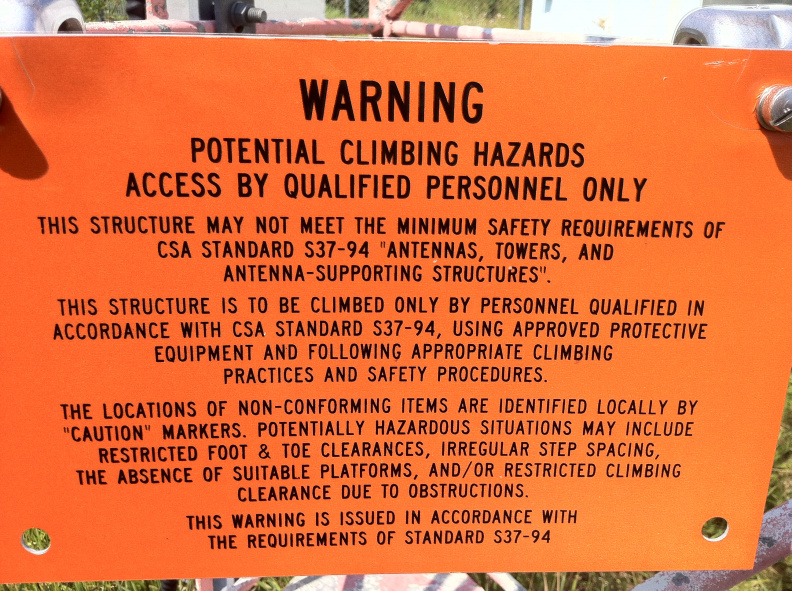 WARNING
POTENTIAL CLIMBING HAZARDS
ACCESS BY QUALIFIED PERSONNEL ONLY
THIS STRUCTURE MAY NOT MEET THE MINIMUM SAFETY REQUIREMENTS OF
CSA STANDARD S37-94 "ANTENNAS, TOWERS, AND
ANTENNA-SUPPORTING STRUCTURES".
THIS STRUCTURE IS TO BE CLIMBED ONLY BY PERSONNEL QUALIFIED IN
ACCORDANCE WITH CSA STANDARD S37-94, USING APPROVED PROTECTIVE
EQUIPMENT AND FOLLOWING APPROPRIATE CLIMBING
PRACTICES AND SAFETY PROCEDURES.
THE LOCATIONS OF NON-CONFORMING ITEMS ARE IDENTIFIED LOCALLY BY
"CAUTION" MARKERS. POTENTIALLY HAZARDOUS SITUATIONS MAY INCLUDE
RESTRICTED FOOT & TOE CLEARANCES, IRREGULAR STEP SPACING,
THE ABSENCE OF SUITABLE PLATFORMS, AND/OR RESTRICTED CLIMBING
CLEARANCE DUE TO OBSTRUCTIONS.
THIS WARNING IS ISSUED IN ACCORDANCE WITH
THE REQUIREMENTS OF STANDARD S37-94